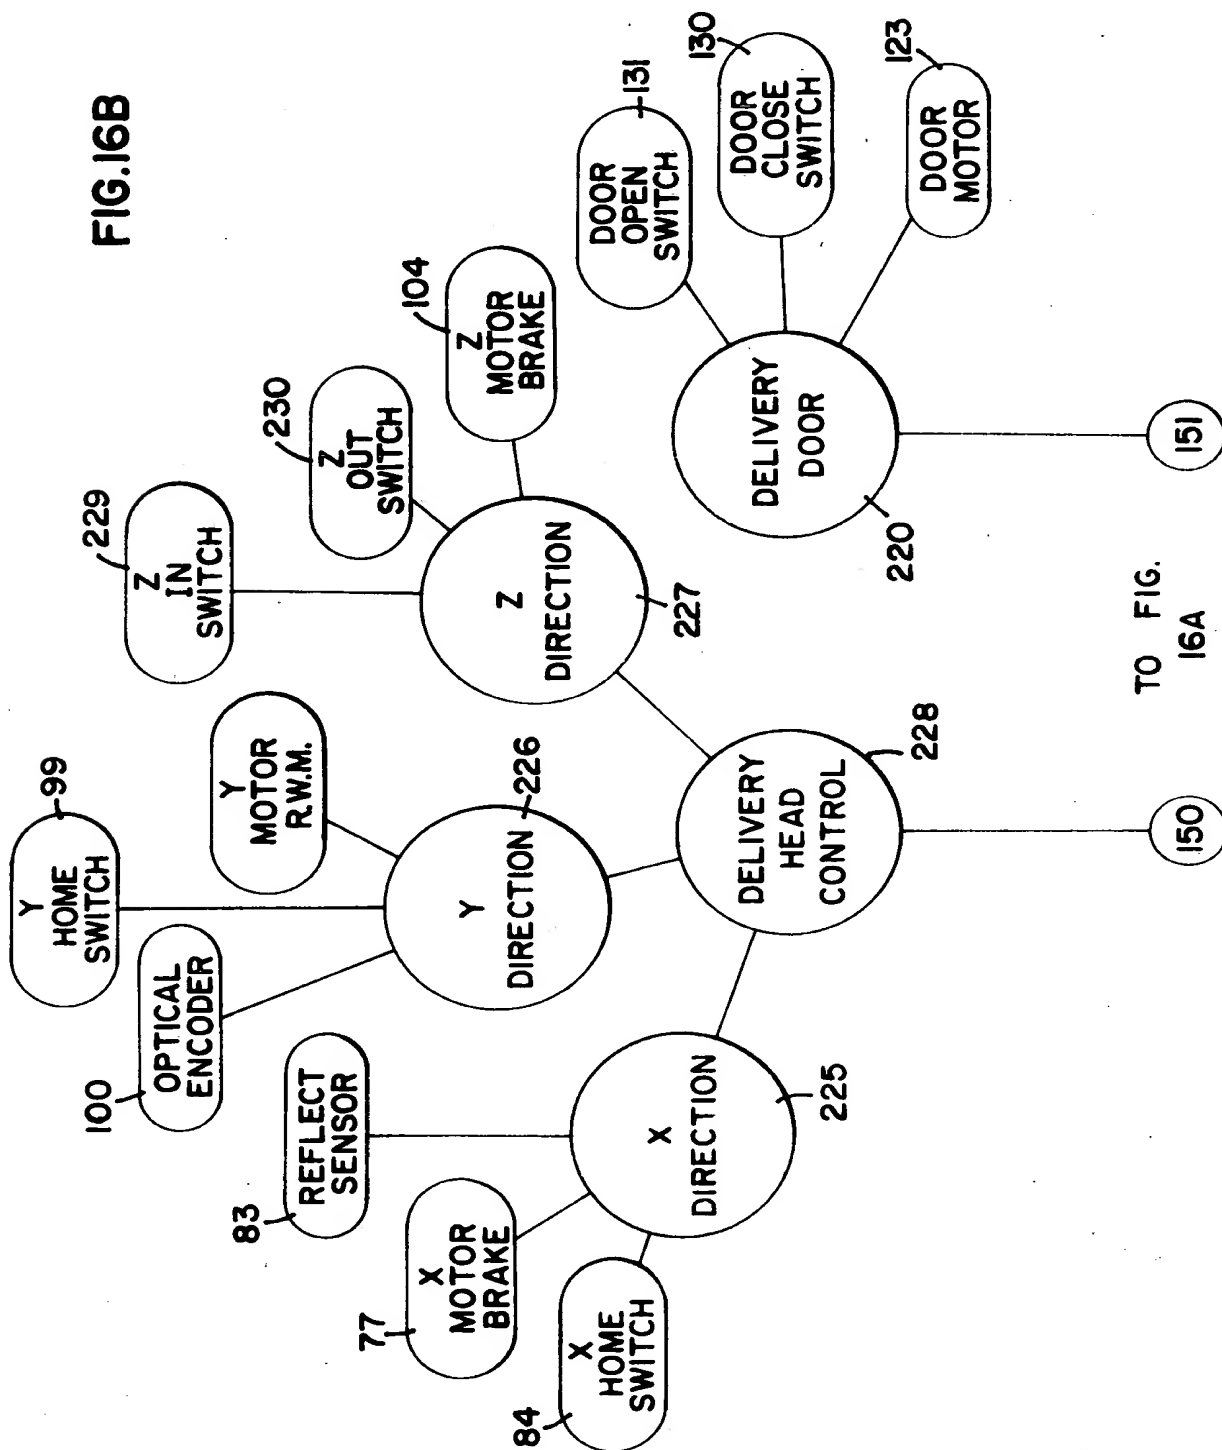 FIG.16B
99
Y
HOME
SWITCH
100
OPTICAL
ENCODER
Y
MOTOR
R.W.M.
229
Z
IN
SWITCH
230
Z
OUT
SWITCH
104
Z
MOTOR
BRAKE
83
REFLECT
SENSOR
77
X
MOTOR
BRAKE
84
X
HOME
SWITCH
Y
DIRECTION
226
Z
DIRECTION
227
X
DIRECTION
225
DELIVERY
HEAD
CONTROL
228
131
DOOR
OPEN
SWITCH
130
DOOR
CLOSE
SWITCH
123
DOOR
MOTOR
DELIVERY
DOOR
220
150
TO FIG.
16A
151